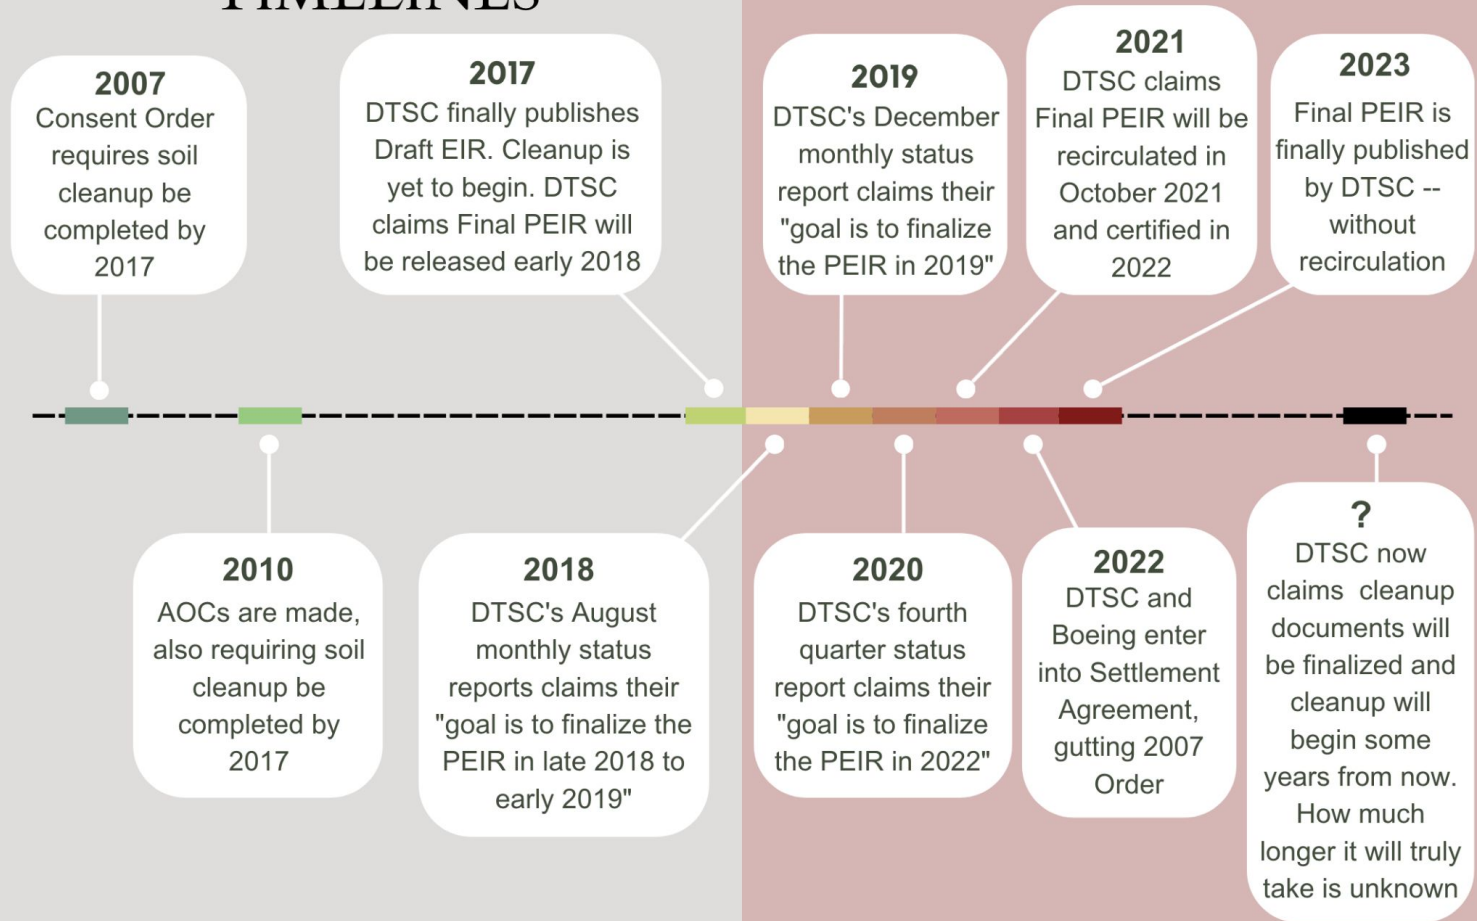 TIMELINES
2007
Consent Order
requires soil
cleanup be
completed by
2017
2017
DTSC finally publishes
Draft EIR. Cleanup is
yet to begin. DTSC
claims Final PEIR will
be released early 2018
2019
DTSC's December
monthly status
report claims their
"goal is to finalize
the PEIR in 2019"
2021
DTSC claims
Final PEIR will be
recirculated in
October 2021
and certified in
2022
2023
Final PEIR is
finally published
by DTSC --
without
recirculation
2010
AOCs are made,
also requiring soil
cleanup be
completed by
2017
2018
DTSC's August
monthly status
reports claims their
"goal is to finalize the
PEIR in late 2018 to
early 2019"
2020
DTSC's fourth
quarter status
report claims their
"goal is to finalize
the PEIR in 2022"
2022
DTSC and
Boeing enter
into Settlement
Agreement,
gutting 2007
Order
?
DTSC now
claims cleanup
documents will
be finalized and
cleanup will
begin some
years from now.
How much
longer it will truly
take is unknown